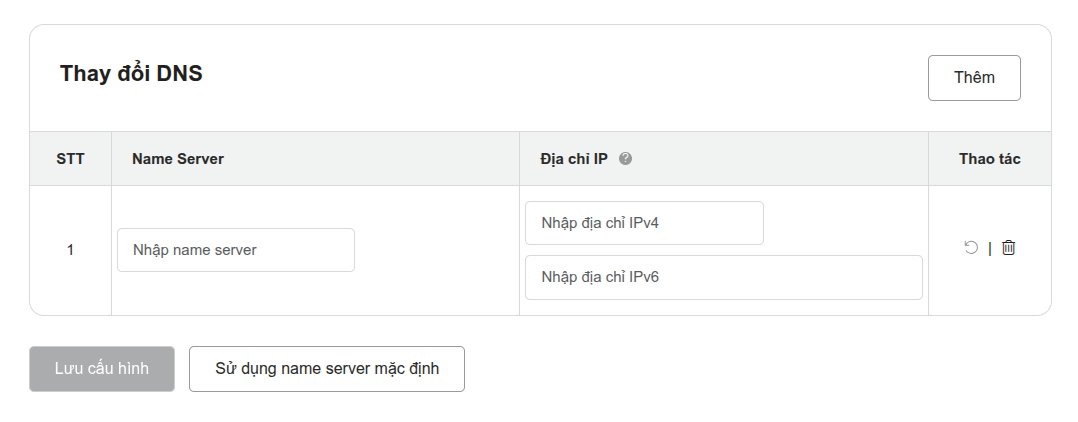 Thay đổi DNS
Thêm
STT Name Server Địa chỉ IP ? Thao tác
Nhập địa chỉ IPv4
1 Nhập name server |
Nhập địa chỉ IPv6
Lưu cấu hình Sử dụng name server mặc định